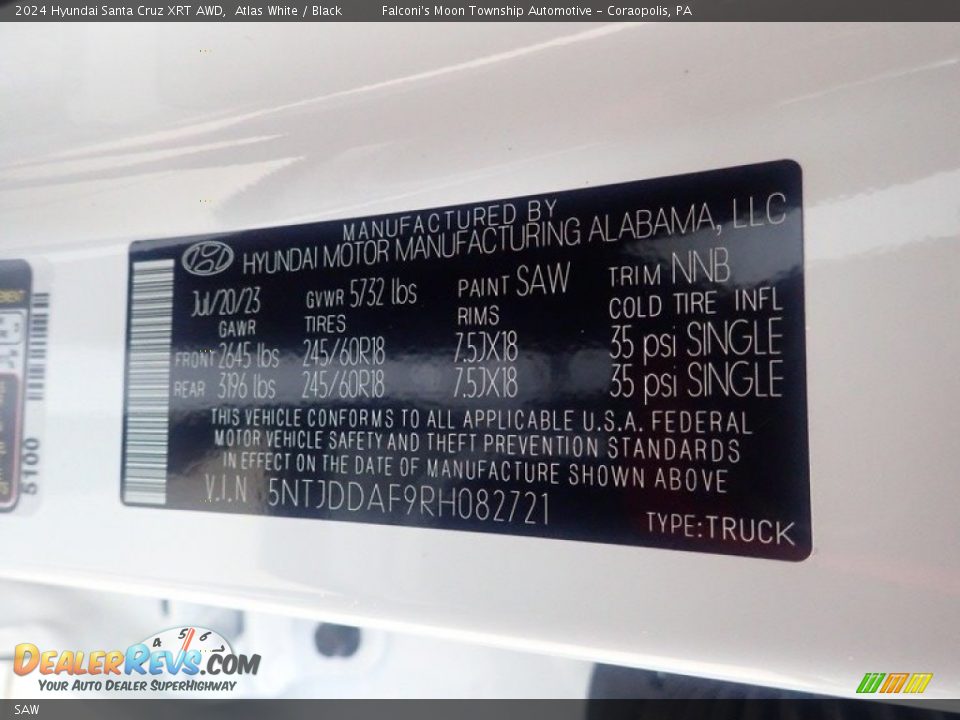 2024 Hyundai Santa Cruz XRT AWD, Atlas White / Black Falconi's Moon Township Automotive - Coraopolis, PA
MANUFACTURED BY
HYUNDAI MOTOR MANUFACTURING ALABAMA, LLC
Jul/20/23 GVWR 5732 lbs PAINT SAW TRIM NNB
GAWR TIRES RIMS COLD TIRE INFL
FRONT 2645 lbs 245/60R18 7.5JX18 35 psi SINGLE
REAR 3196 lbs 245/60R18 7.5JX18 35 psi SINGLE
THIS VEHICLE CONFORMS TO ALL APPLICABLE U.S.A. FEDERAL
MOTOR VEHICLE SAFETY AND THEFT PREVENTION STANDARDS
IN EFFECT ON THE DATE OF MANUFACTURE SHOWN ABOVE
V.I.N 5NTJDDAF9RH082721
TYPE:TRUCK
5100
4 5 6
DEALERREVS.COM
YOUR AUTO DEALER SUPERHIGHWAY
SAW